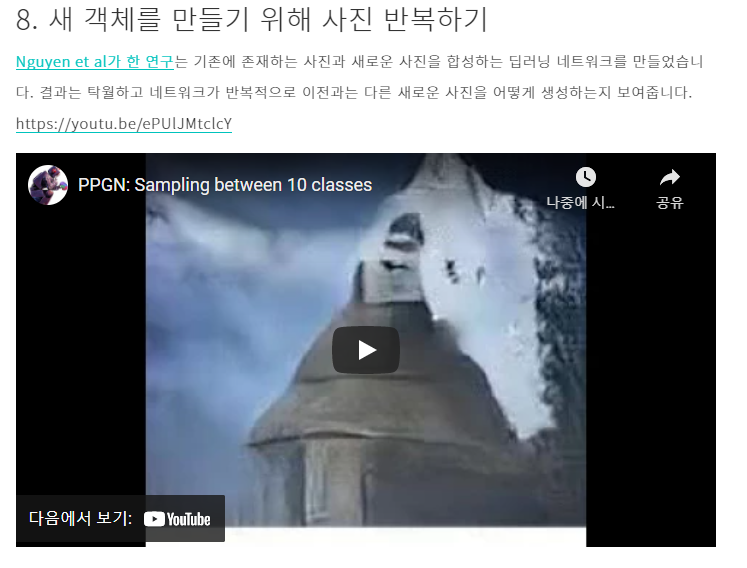 8. 새 객체를 만들기 위해 사진 반복하기
Nguyen et al가 한 연구는 기존에 존재하는 사진과 새로운 사진을 합성하는 딥러닝 네트워크를 만들었습니
다. 결과는 탁월하고 네트워크가 반복적으로 이전과는 다른 새로운 사진을 어떻게 생성하는지 보여줍니다.
https://youtu.be/ePUlJMtclcY
PPGN: Sampling between 10 classes
나중에 시...
공유
다음에서 보기: YouTube